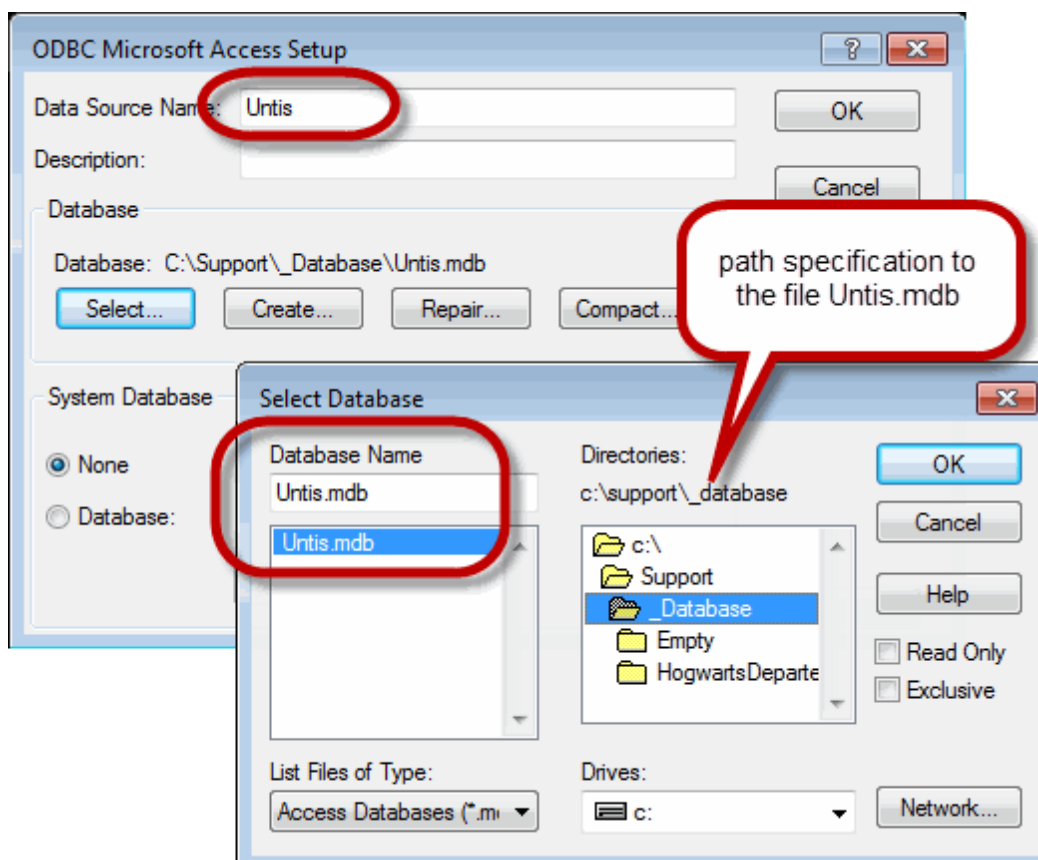 ODBC Microsoft Access Setup
Data Source Name: Untis
OK
Description:
Cancel
Database
Database: C:\Support\_Database\Untis.mdb
Select... Create... Repair... Compact...
path specification to
the file Untis.mdb
System Database
None
Database:
Select Database
Database Name
Untis.mdb
Untis.mdb
List Files of Type:
Access Databases (*.m
Directories:
c:\support\_database
c:\
Support
_Database
Empty
HogwartsDeparte
Drives:
c:
OK
Cancel
Help
Read Only
Exclusive
Network...